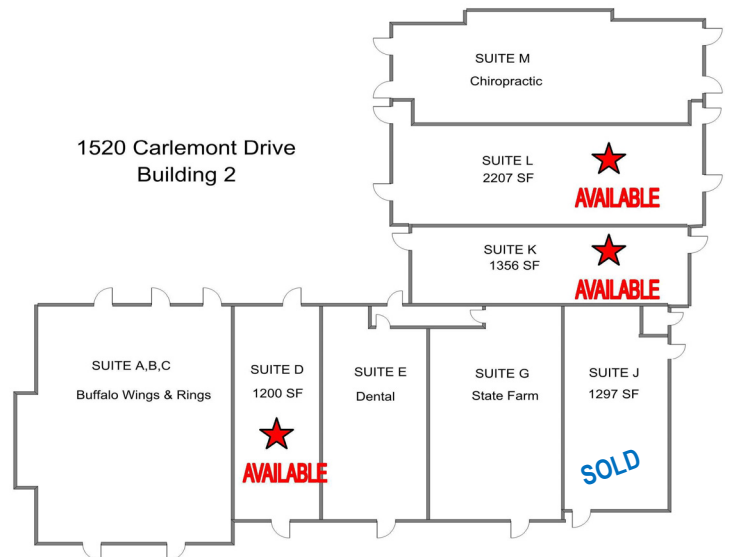 SUITE M
Chiropractic
1520 Carlemont Drive
Building 2
SUITE L
2207 SF
AVAILABLE
SUITE K
1356 SF
AVAILABLE
SUITE A,B,C
Buffalo Wings & Rings
SUITE D
1200 SF
AVAILABLE
SUITE E
Dental
SUITE G
State Farm
SUITE J
1297 SF
SOLD